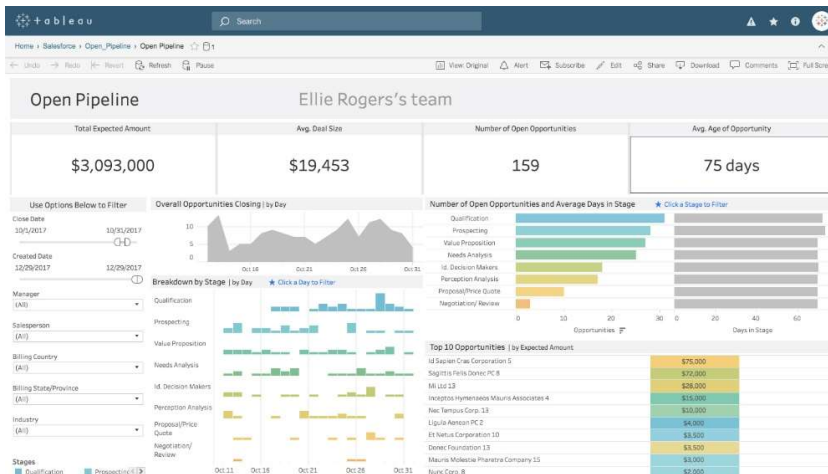 +ableau
Search
Home › Salesforce › Open_Pipeline › Open Pipeline 1
Undo Redo Revert Refresh Pause View: Original Alert Subscribe Edit Share Download Comments Full Scre
Open Pipeline Ellie Rogers's team
Total Expected Amount Avg. Deal Size Number of Open Opportunities Avg. Age of Opportunity
$3,093,000 $19,453 159 75 days
Use Options Below to Filter
Close Date
10/1/2017 10/31/2017
Created Date
12/29/2017 12/29/2017
Manager
(All)
Salesperson
(All)
Billing Country
(All)
Billing State/Province
(All)
Industry
(All)
Stages
Qualification Prospecting
Overall Opportunities Closing | by Day
10
5
0
Oct 16 Oct 21 Oct 26 Oct 31
Breakdown by Stage | by Day ★ Click a Day to Filter
Qualification
Prospecting
Value Proposition
Needs Analysis
Id. Decision Makers
Perception Analysis
Proposal/Price
Quote
Negotiation/
Review
Oct 11 Oct 16 Oct 21 Oct 26 Oct 31
Number of Open Opportunities and Average Days in Stage ★ Click a Stage to Filter
Qualification
Prospecting
Value Proposition
Needs Analysis
Id. Decision Makers
Perception Analysis
Proposal/Price Quote
Negotiation/ Review
0 10 20 30 0 20 40 60
Opportunities Days in Stage
Top 10 Opportunities | by Expected Amount
Id Sapien Cras Corporation 5 $75,000
Sagittis Felis Donec PC 8 $72,000
Mi Ltd 13 $28,000
Inceptos Hymenaeos Mauris Associates 4 $15,000
Nec Tempus Corp. 13 $10,000
Ligula Aenean PC 2 $4,000
Et Netus Corporation 10 $3,500
Donec Foundation 13 $3,500
Mauris Molestie Pharetra Company 15 $3,000
Nunc Corp. 8 $2,000